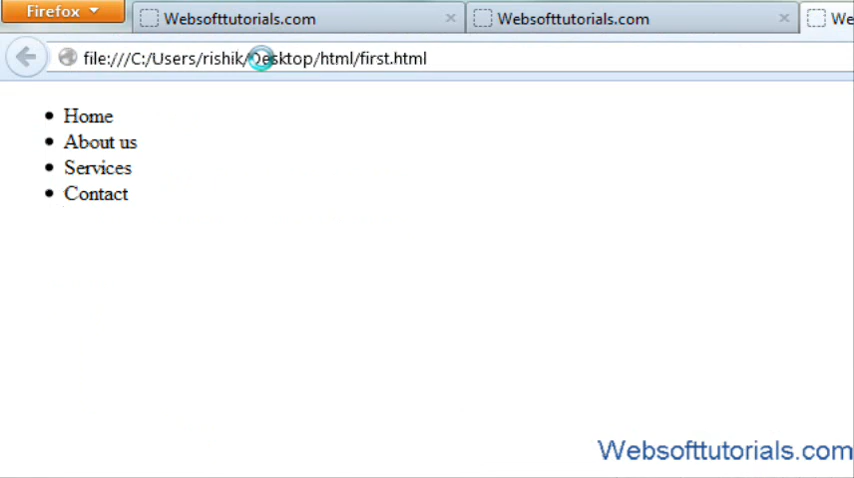 Firefox
Websofttutorials.com
Websofttutorials.com
We
file:///C:/Users/rishik/Desktop/html/first.html
Home
About us
Services
Contact
Websofttutorials.com